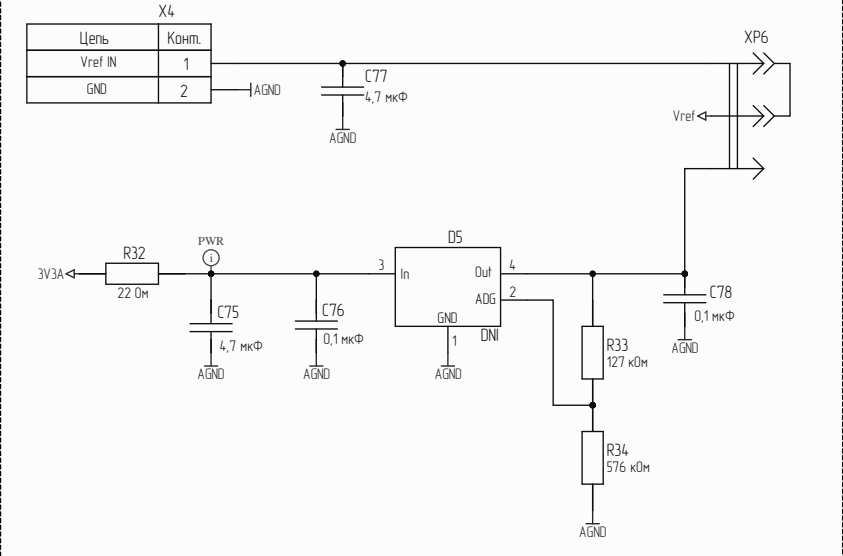 X4
Цепь Конт.
Vref IN 1
GND 2
AGND
C77
4,7 мкФ
AGND
XP6
Vref
3V3A
R32
22 Ом
PWR
i
C75
4,7 мкФ
AGND
C76
0,1 мкФ
AGND
D5
3 In
Out 4
ADG 2
GND
1
DNI
AGND
R33
127 кОм
R34
576 кОм
AGND
C78
0,1 мкФ
AGND